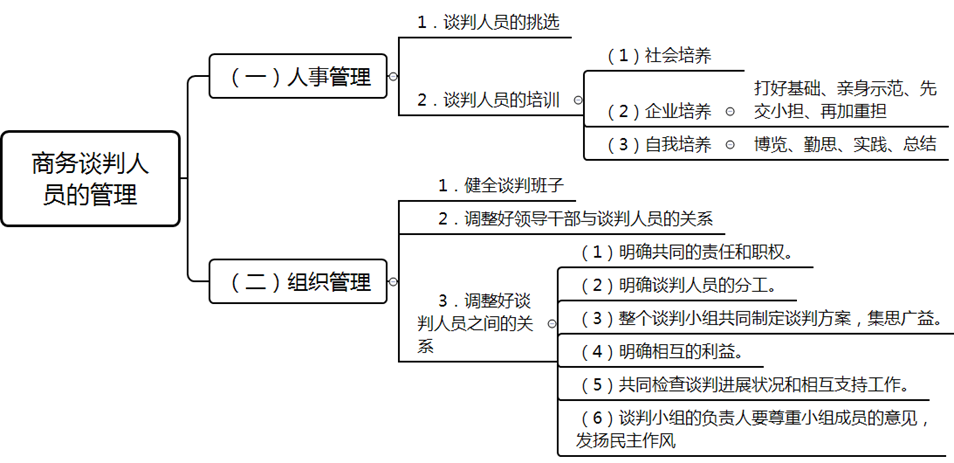 商务谈判人
员的管理
（一）人事管理
1．谈判人员的挑选
2．谈判人员的培训
（1）社会培养
（2）企业培养
打好基础、亲身示范、先
交小担、再加重担
（3）自我培养
博览、勤思、实践、总结
（二）组织管理
1．健全谈判班子
2．调整好领导干部与谈判人员的关系
3．调整好谈
判人员之间的关
系
（1）明确共同的责任和职权。
（2）明确谈判人员的分工。
（3）整个谈判小组共同制定谈判方案，集思广益。
（4）明确相互的利益。
（5）共同检查谈判进展状况和相互支持工作。
（6）谈判小组的负责人要尊重小组成员的意见，
发场民主作风